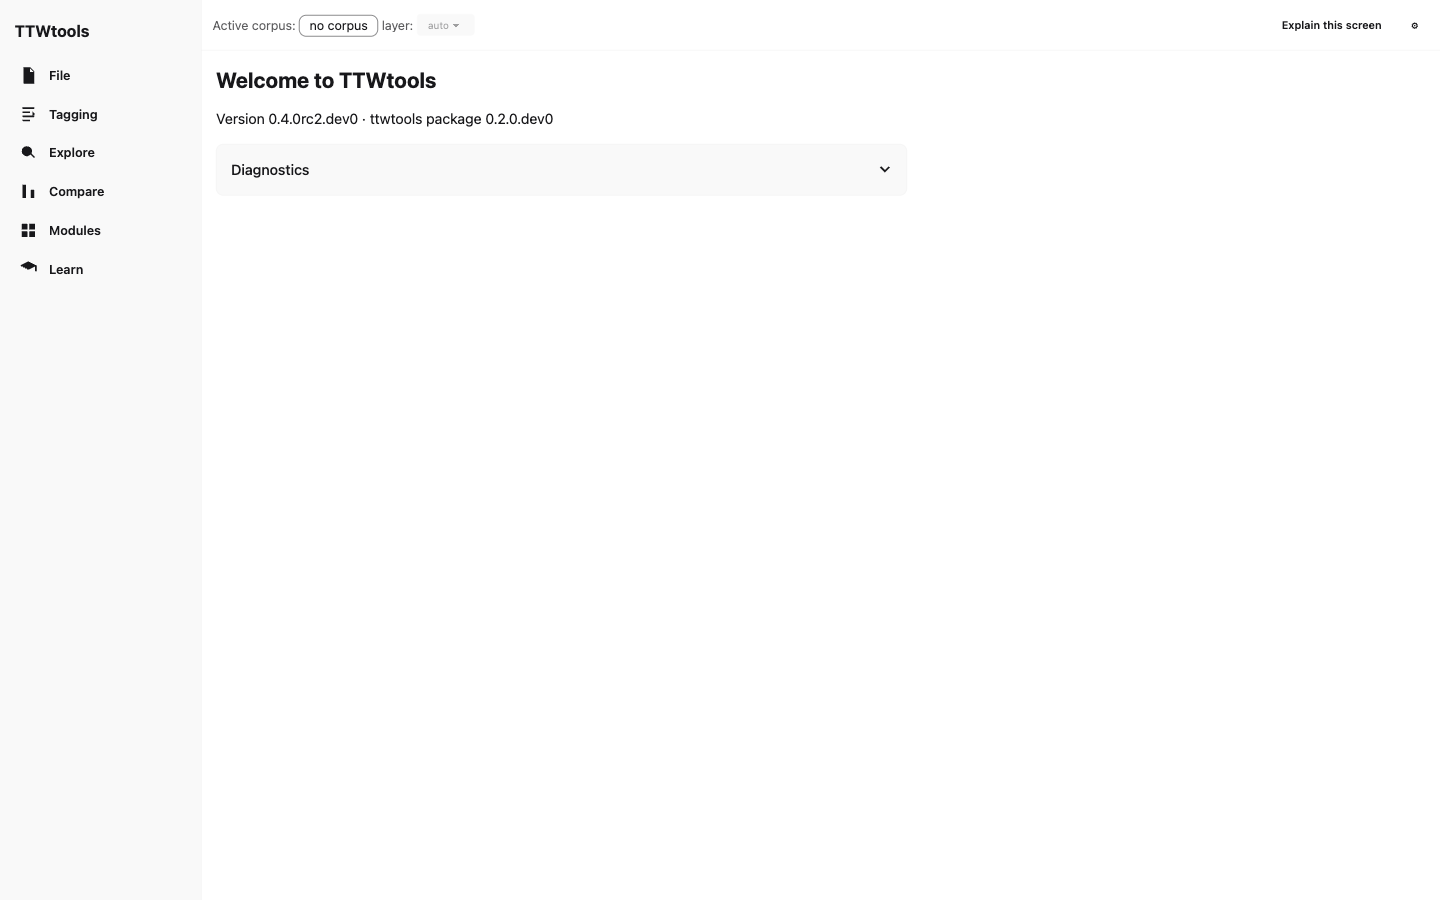 TTWtools
File
Tagging
Explore
Compare
Modules
Learn
Active corpus: no corpus layer: auto
Explain this screen
Welcome to TTWtools
Version 0.4.0rc2.dev0 · ttwtools package 0.2.0.dev0
Diagnostics